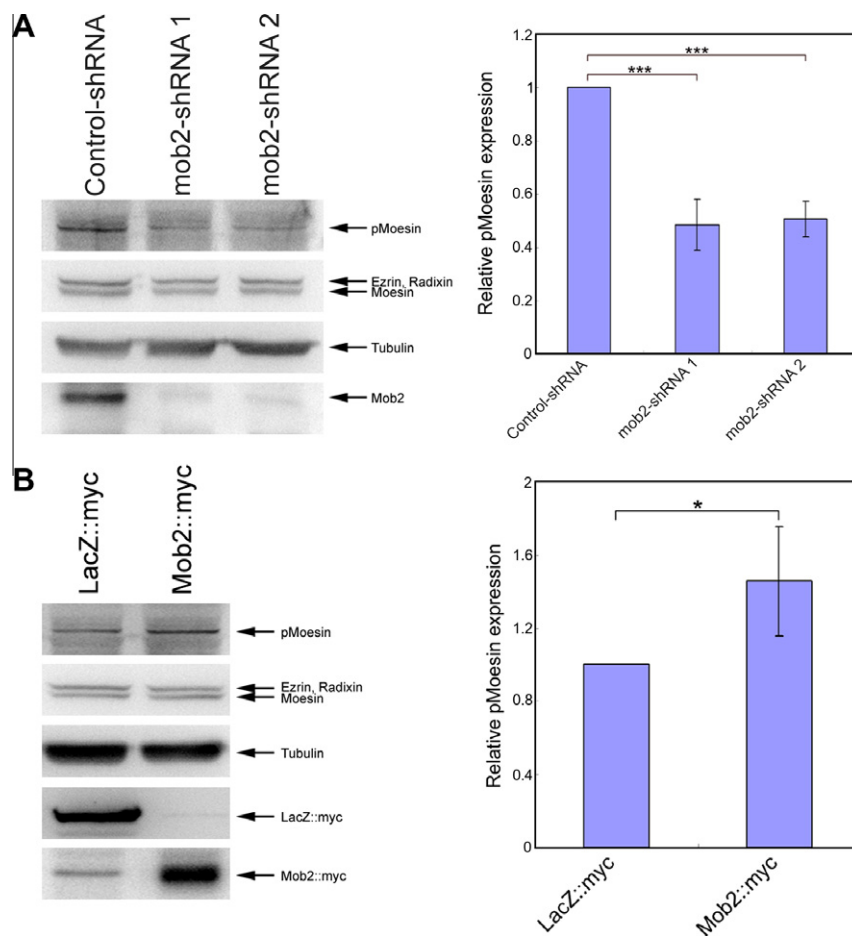 A
Control-shRNA
mob2-shRNA 1
mob2-shRNA 2
pMoesin
Ezrin, Radixin
Moesin
Tubulin
Mob2
Relative pMoesin expression
1.2
1
0.8
0.6
0.4
0.2
0
***
***
Control-shRNA
mob2-shRNA 1
mob2-shRNA 2
B
LacZ::myc
Mob2::myc
pMoesin
Ezrin, Radixin
Moesin
Tubulin
LacZ::myc
Mob2::myc
Relative pMoesin expression
2
1.6
1.2
0.8
0.4
0
*
LacZ::myc
Mob2::myc